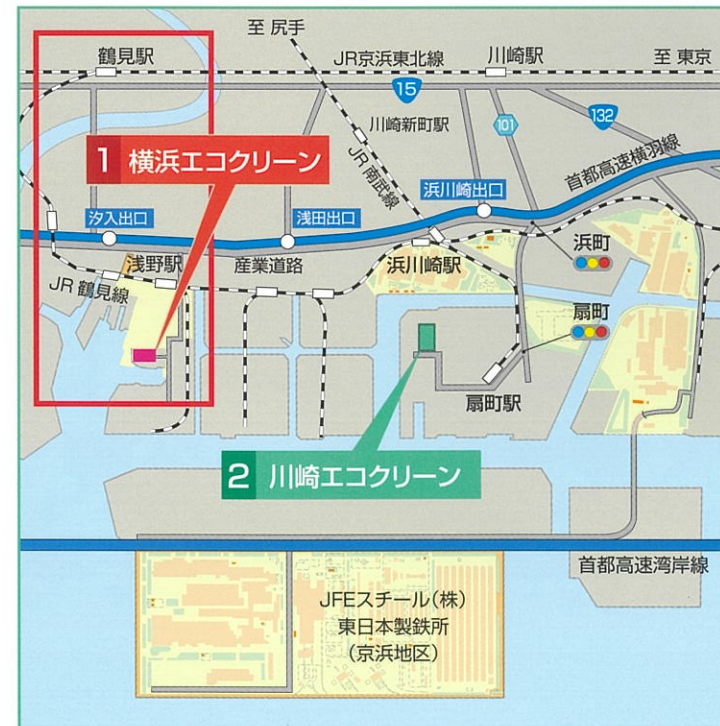 至 尻手
鶴見駅
JR京浜東北線
川崎駅
至 東京
15
川崎新町駅
101
132
1 横浜エコクリーン
JR南武線
首都高速横羽線
浜川崎出口
汐入出口
浅田出口
浜町
浅野駅
産業道路
浜川崎駅
JR 鶴見線
扇町
扇町駅
2 川崎エコクリーン
首都高速湾岸線
JFEスチール(株)
東日本製鉄所
(京浜地区)